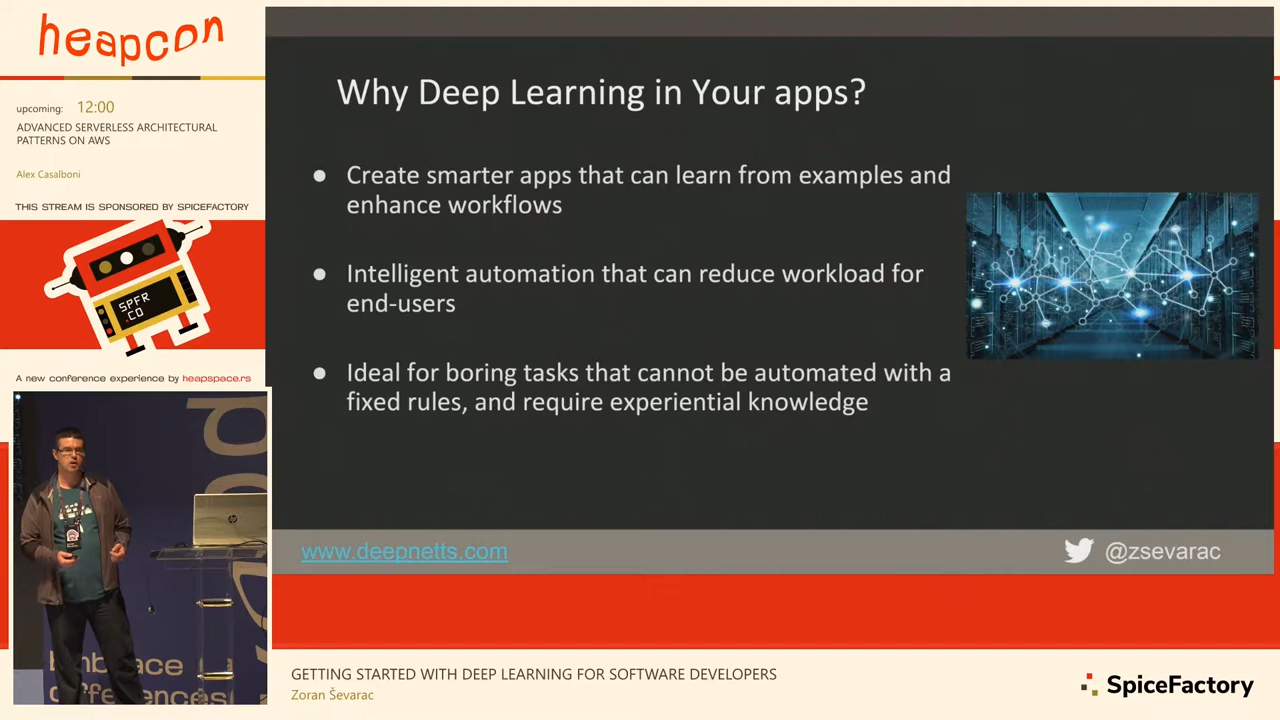 heapcon
upcoming: 12:00
ADVANCED SERVERLESS ARCHITECTURAL
PATTERNS ON AWS
Alex Casalboni
THIS STREAM IS SPONSORED BY SPICEFACTORY
SPFR
.CO
A new conference experience by heapspace.rs
Why Deep Learning in Your apps?
● Create smarter apps that can learn from examples and
enhance workflows
● Intelligent automation that can reduce workload for
end-users
● Ideal for boring tasks that cannot be automated with a
fixed rules, and require experiential knowledge
www.deepnetts.com
@zsevarac
hp
GETTING STARTED WITH DEEP LEARNING FOR SOFTWARE DEVELOPERS
Zoran Ševarac
SpiceFactory